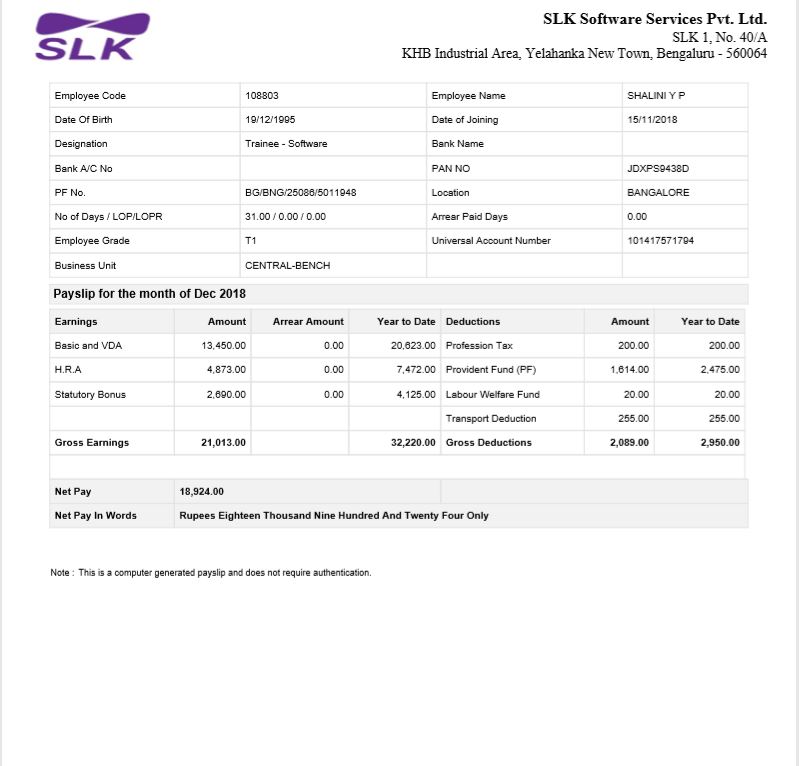 SLK
SLK Software Services Pvt. Ltd.
SLK 1, No. 40/A
KHB Industrial Area, Yelahanka New Town, Bengaluru - 560064
Employee Code 108803 Employee Name SHALINI Y P
Date Of Birth 19/12/1995 Date of Joining 15/11/2018
Designation Trainee - Software Bank Name
Bank A/C No PAN NO JDXPS9438D
PF No. BG/BNG/25086/5011948 Location BANGALORE
No of Days / LOP/LOPR 31.00 / 0.00 / 0.00 Arrear Paid Days 0.00
Employee Grade T1 Universal Account Number 101417571794
Business Unit CENTRAL-BENCH
Payslip for the month of Dec 2018
Earnings Amount Arrear Amount Year to Date Deductions Amount Year to Date
Basic and VDA 13,450.00 0.00 20,623.00 Profession Tax 200.00 200.00
H.R.A 4,873.00 0.00 7,472.00 Provident Fund (PF) 1,614.00 2,475.00
Statutory Bonus 2,690.00 0.00 4,125.00 Labour Welfare Fund 20.00 20.00
Transport Deduction 255.00 255.00
Gross Earnings 21,013.00 32,220.00 Gross Deductions 2,089.00 2,950.00
Net Pay 18,924.00
Net Pay In Words Rupees Eighteen Thousand Nine Hundred And Twenty Four Only
Note : This is a computer generated payslip and does not require authentication.